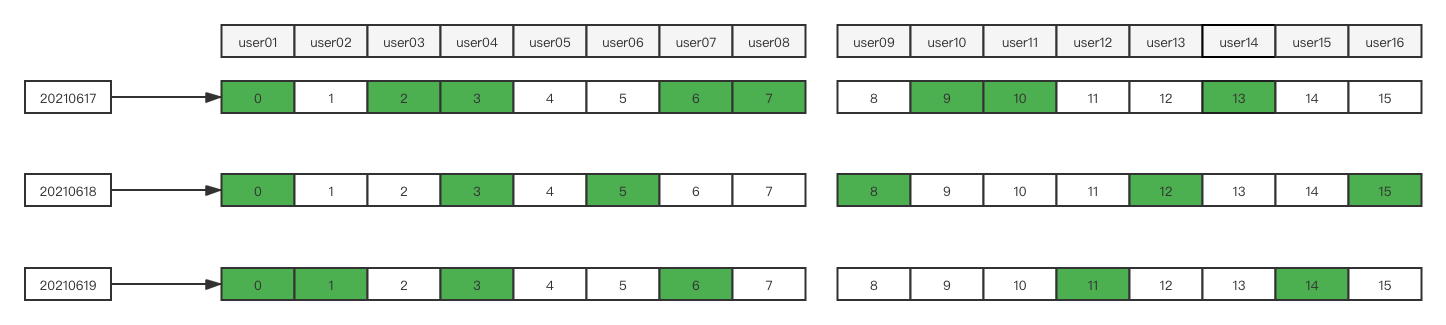 user01 user02 user03 user04 user05 user06 user07 user08 user09 user10 user11 user12 user13 user14 user15 user16
20210617 0 1 2 3 4 5 6 7 8 9 10 11 12 13 14 15
20210618 0 1 2 3 4 5 6 7 8 9 10 11 12 13 14 15
20210619 0 1 2 3 4 5 6 7 8 9 10 11 12 13 14 15